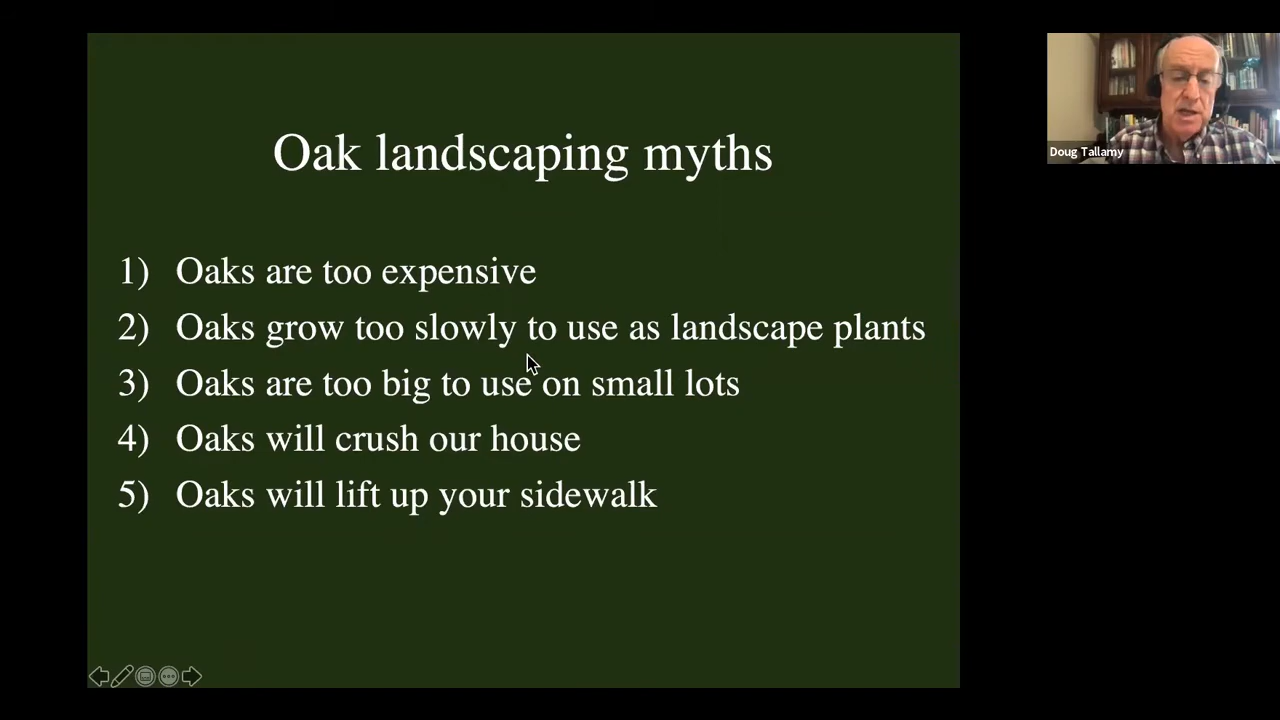 Oak landscaping myths
1) Oaks are too expensive
2) Oaks grow too slowly to use as landscape plants
3) Oaks are too big to use on small lots
4) Oaks will crush our house
5) Oaks will lift up your sidewalk
Doug Tallamy